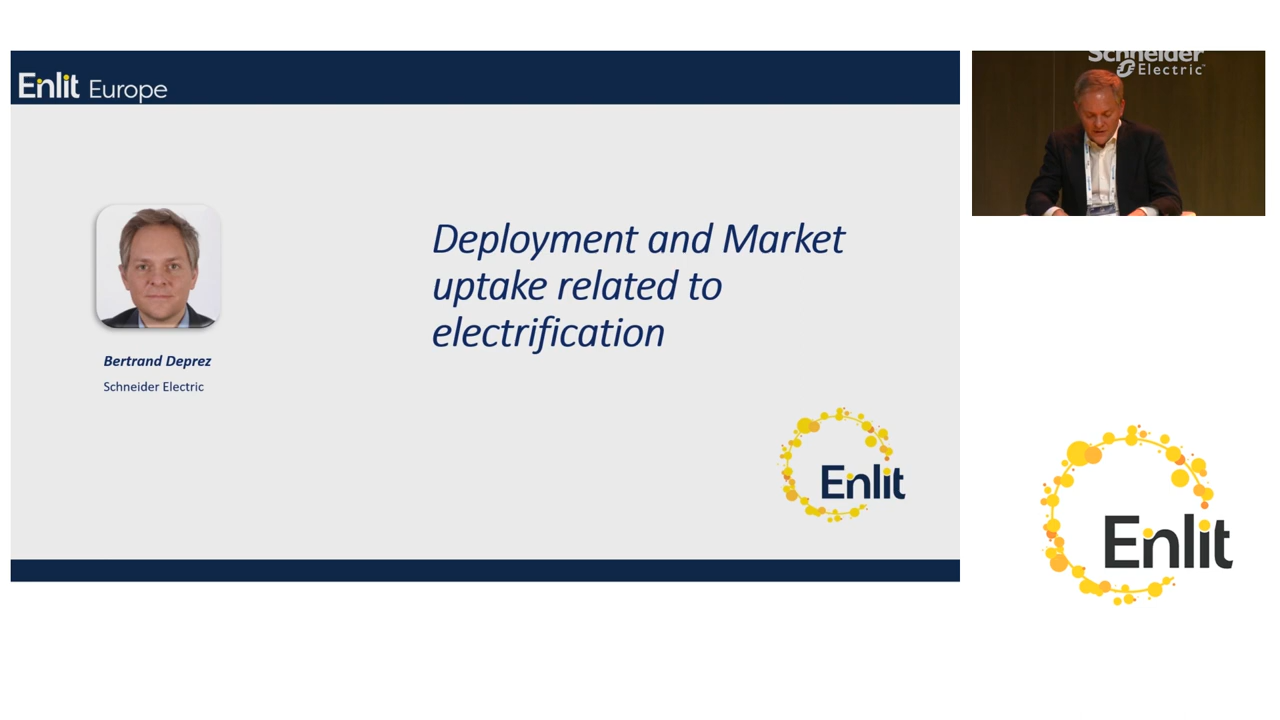 Enlit Europe
Schneider
Electric
Deployment and Market
uptake related to
electrification
Bertrand Deprez
Schneider Electric
Enlit
Enlit